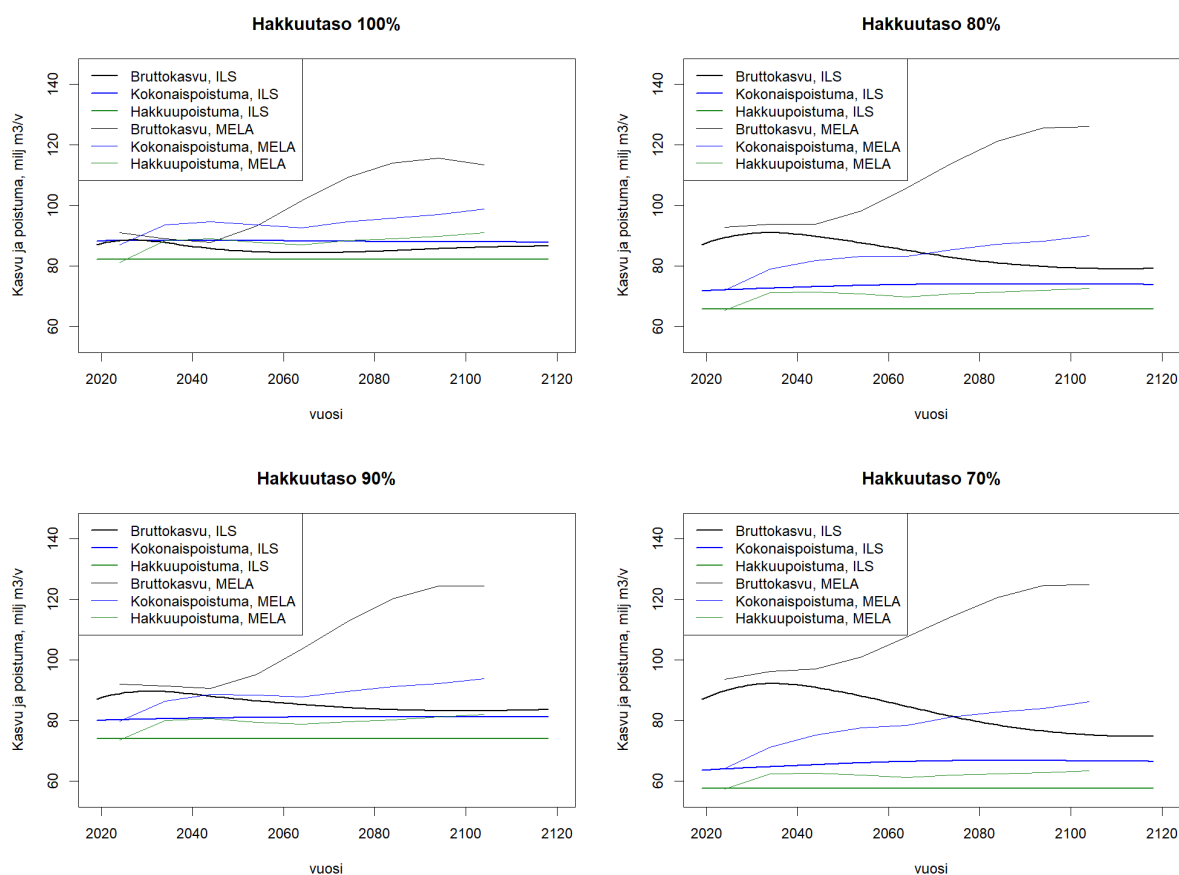 Hakkuutaso 100%
Kasvu ja poistuma, milj m3/v
140
120
100
80
60
Bruttokasvu, ILS
Kokonaispoistuma, ILS
Hakkuupoistuma, ILS
Bruttokasvu, MELA
Kokonaispoistuma, MELA
Hakkuupoistuma, MELA
2020 2040 2060 2080 2100 2120
vuosi
Hakkuutaso 80%
Kasvu ja poistuma, milj m3/v
140
120
100
80
60
Bruttokasvu, ILS
Kokonaispoistuma, ILS
Hakkuupoistuma, ILS
Bruttokasvu, MELA
Kokonaispoistuma, MELA
Hakkuupoistuma, MELA
2020 2040 2060 2080 2100 2120
vuosi
Hakkuutaso 90%
Kasvu ja poistuma, milj m3/v
140
120
100
80
60
Bruttokasvu, ILS
Kokonaispoistuma, ILS
Hakkuupoistuma, ILS
Bruttokasvu, MELA
Kokonaispoistuma, MELA
Hakkuupoistuma, MELA
2020 2040 2060 2080 2100 2120
vuosi
Hakkuutaso 70%
Kasvu ja poistuma, milj m3/v
140
120
100
80
60
Bruttokasvu, ILS
Kokonaispoistuma, ILS
Hakkuupoistuma, ILS
Bruttokasvu, MELA
Kokonaispoistuma, MELA
Hakkuupoistuma, MELA
2020 2040 2060 2080 2100 2120
vuosi